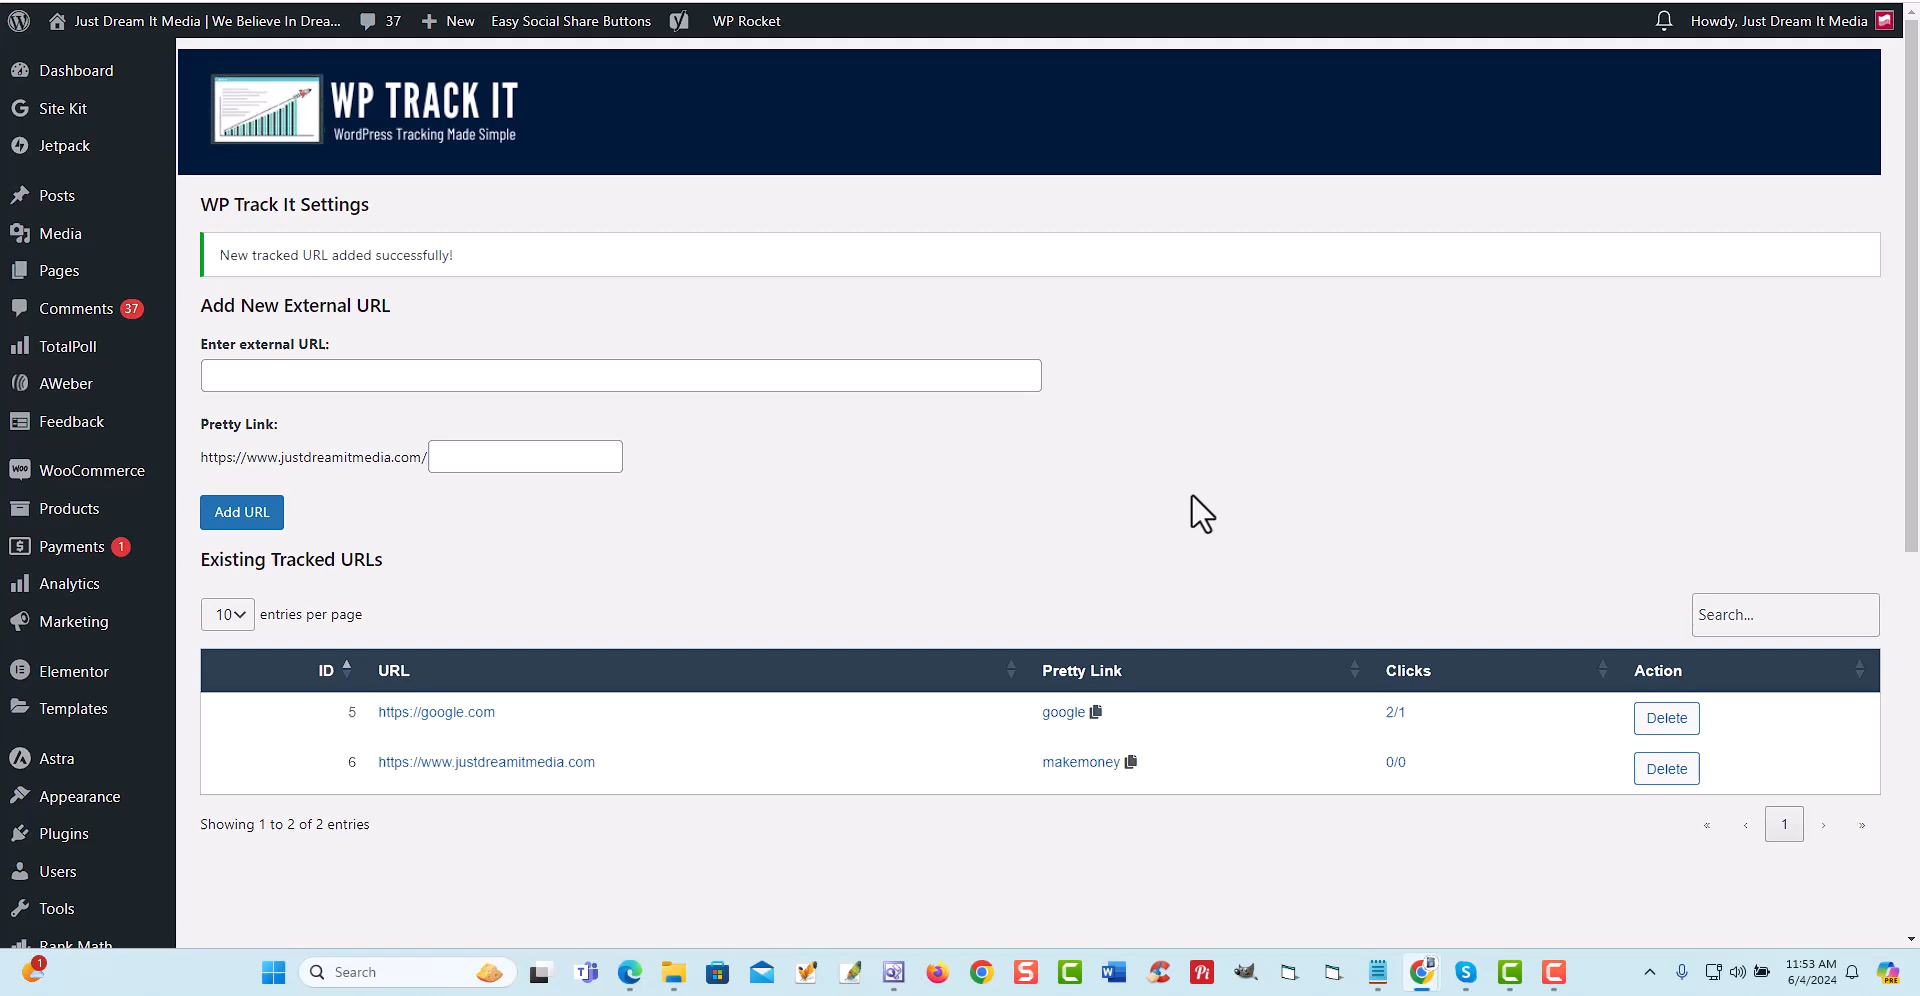 Just Dream It Media | We Believe In Drea... 37 New Easy Social Share Buttons WP Rocket Howdy, Just Dream It Media
Dashboard
Site Kit
Jetpack
Posts
Media
Pages
Comments 37
TotalPoll
AWeber
Feedback
WooCommerce
Products
Payments 1
Analytics
Marketing
Elementor
Templates
Astra
Appearance
Plugins
Users
Tools
Rank Math
WP TRACK IT
WordPress Tracking Made Simple
WP Track It Settings
New tracked URL added successfully!
Add New External URL
Enter external URL:
Pretty Link:
https://www.justdreamitmedia.com/
Add URL
Existing Tracked URLs
10 entries per page Search...
ID URL Pretty Link Clicks Action
5 https://google.com google 2/1 Delete
6 https://www.justdreamitmedia.com makemoney 0/0 Delete
Showing 1 to 2 of 2 entries « ‹ 1 › »
1 Search 11:53 AM
6/4/2024